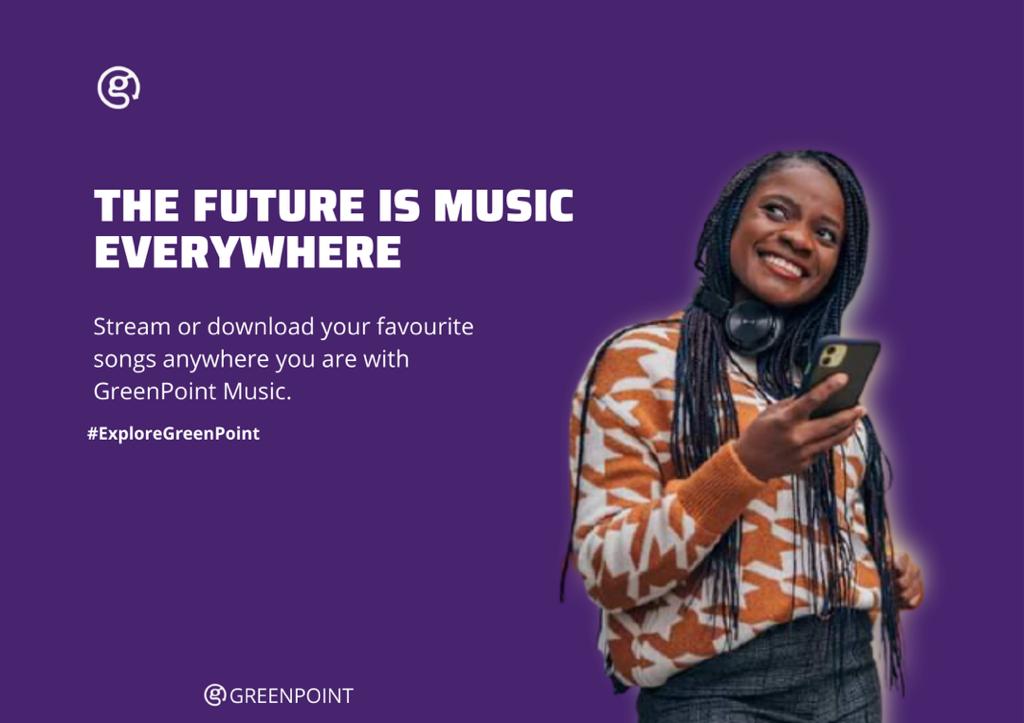 g
THE FUTURE IS MUSIC
EVERYWHERE
Stream or download your favourite
songs anywhere you are with
GreenPoint Music.
#ExploreGreenPoint
g GREENPOINT